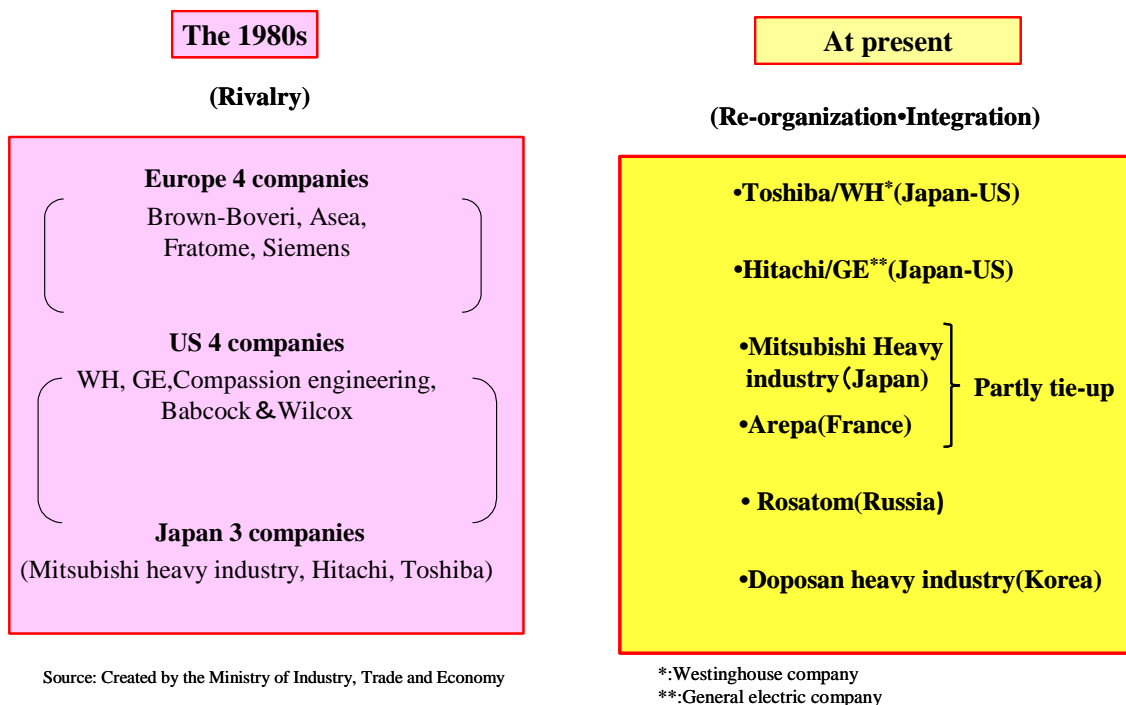 The 1980s
(Rivalry)
Europe 4 companies
Brown-Boveri, Asea,
Fratome, Siemens
US 4 companies
WH, GE,Compassion engineering,
Babcock＆Wilcox
Japan 3 companies
(Mitsubishi heavy industry, Hitachi, Toshiba)
Source: Created by the Ministry of Industry, Trade and Economy
At present
(Re-organization•Integration)
•Toshiba/WH*(Japan-US)
•Hitachi/GE**(Japan-US)
•Mitsubishi Heavy
industry（Japan)
•Arepa(France)
Partly tie-up
• Rosatom(Russia)
•Doposan heavy industry(Korea)
*:Westinghouse company
**:General electric company